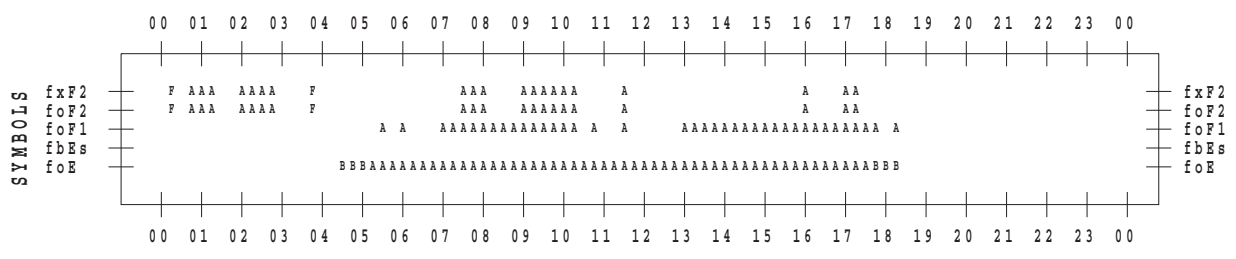 00 01 02 03 04 05 06 07 08 09 10 11 12 13 14 15 16 17 18 19 20 21 22 23 00
SYMBOLS
fxF2 F AAA AAAA F AAA AAAAAA A A AA fxF2
foF2 F AAA AAAA F AAA AAAAAA A A AA foF2
foF1 A A AAAAAAAAAAAAAA A A AAAAAAAAAAAAAAAAAAAA A foF1
fbEs fbEs
foE BBBAAAAAAAAAAAAAAAAAAAAAAAAAAAAAAAAAAAAAAAAAAAAAAAAAABBB foE
00 01 02 03 04 05 06 07 08 09 10 11 12 13 14 15 16 17 18 19 20 21 22 23 00